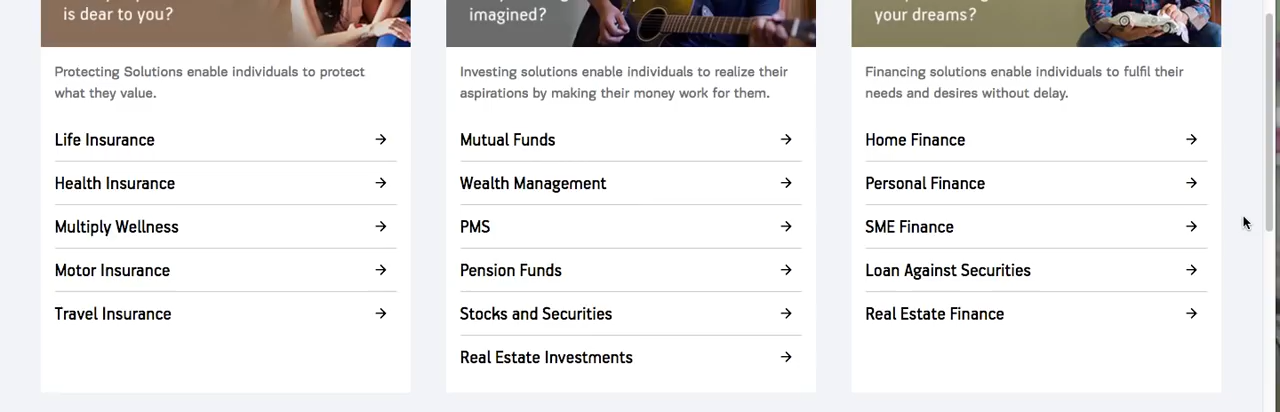 is dear to you?
Protecting Solutions enable individuals to protect
what they value.
Life Insurance
Health Insurance
Multiply Wellness
Motor Insurance
Travel Insurance
imagined?
Investing solutions enable individuals to realize their
aspirations by making their money work for them.
Mutual Funds
Wealth Management
PMS
Pension Funds
Stocks and Securities
Real Estate Investments
your dreams?
Financing solutions enable individuals to fulfil their
needs and desires without delay.
Home Finance
Personal Finance
SME Finance
Loan Against Securities
Real Estate Finance